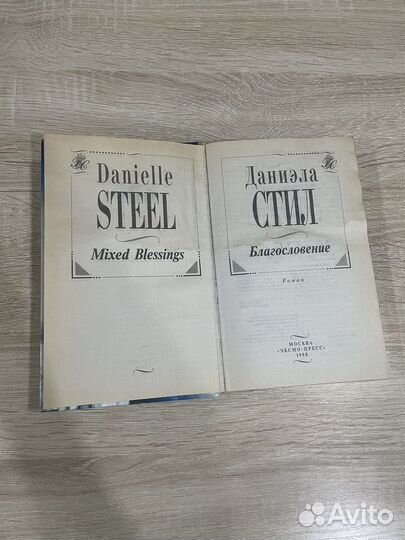 Danielle
STEEL
Mixed Blessings
Даниэла
СТИЛ
Благословение
Роман
МОСКВА
«ЭКСМО-ПРЕСС»
1998
Avito